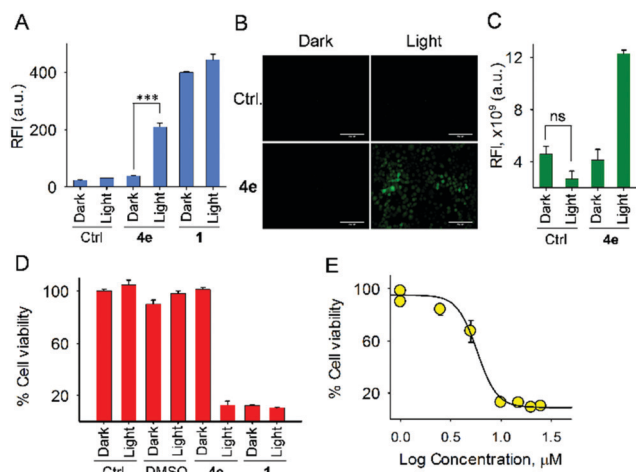 A
RFI (a.u.)
400
200
0
***
Dark
Light
Dark
Light
Dark
Light
Ctrl
4e
1
B
Dark
Light
Ctrl.
4e
C
RFI, x10⁹ (a.u.)
12
8
4
ns
Dark
Light
Dark
Light
Ctrl
4e
D
% Cell viability
100
60
20
Dark
Light
Dark
Light
Dark
Light
Dark
Light
Ctrl
DMSO
4e
1
E
% Cell viability
100
60
20
0.0
0.5
1.0
1.5
Log Concentration, μM